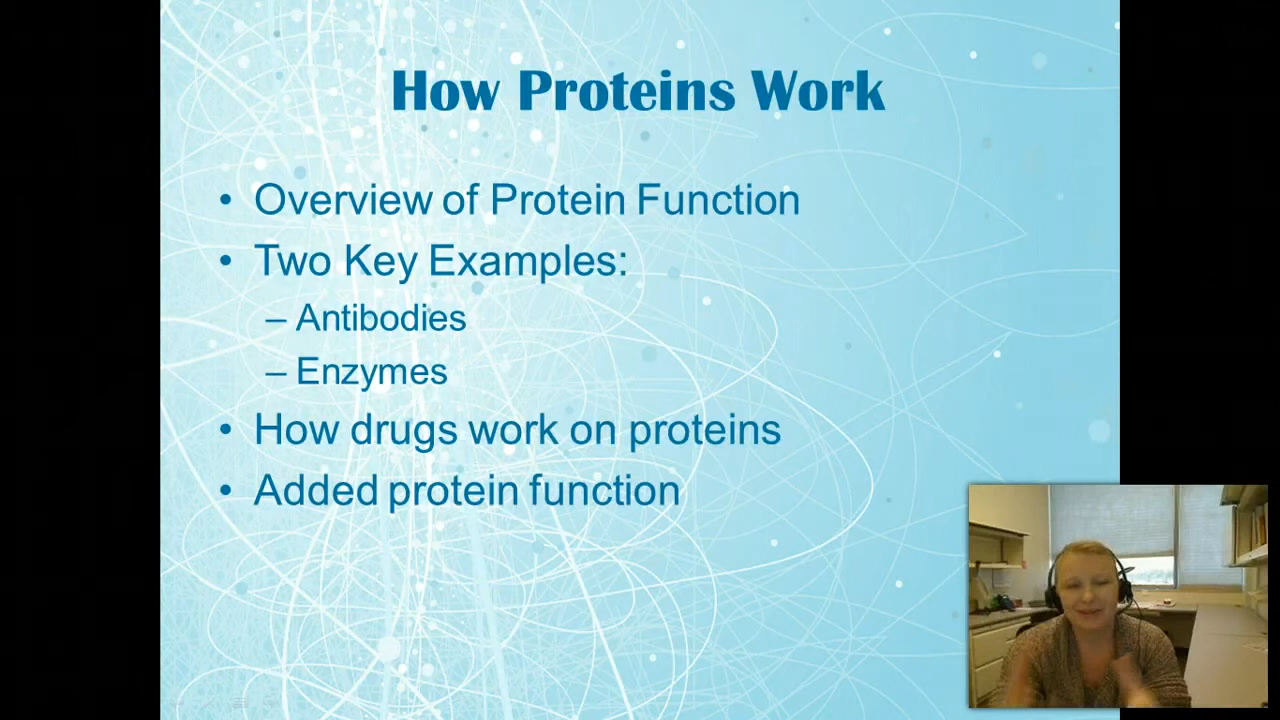 How Proteins Work
• Overview of Protein Function
• Two Key Examples:
– Antibodies
– Enzymes
• How drugs work on proteins
• Added protein function